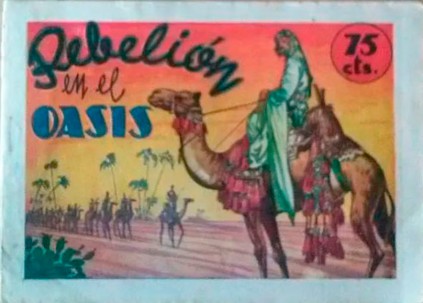 Rebelión
en el
OASIS
75
cts.